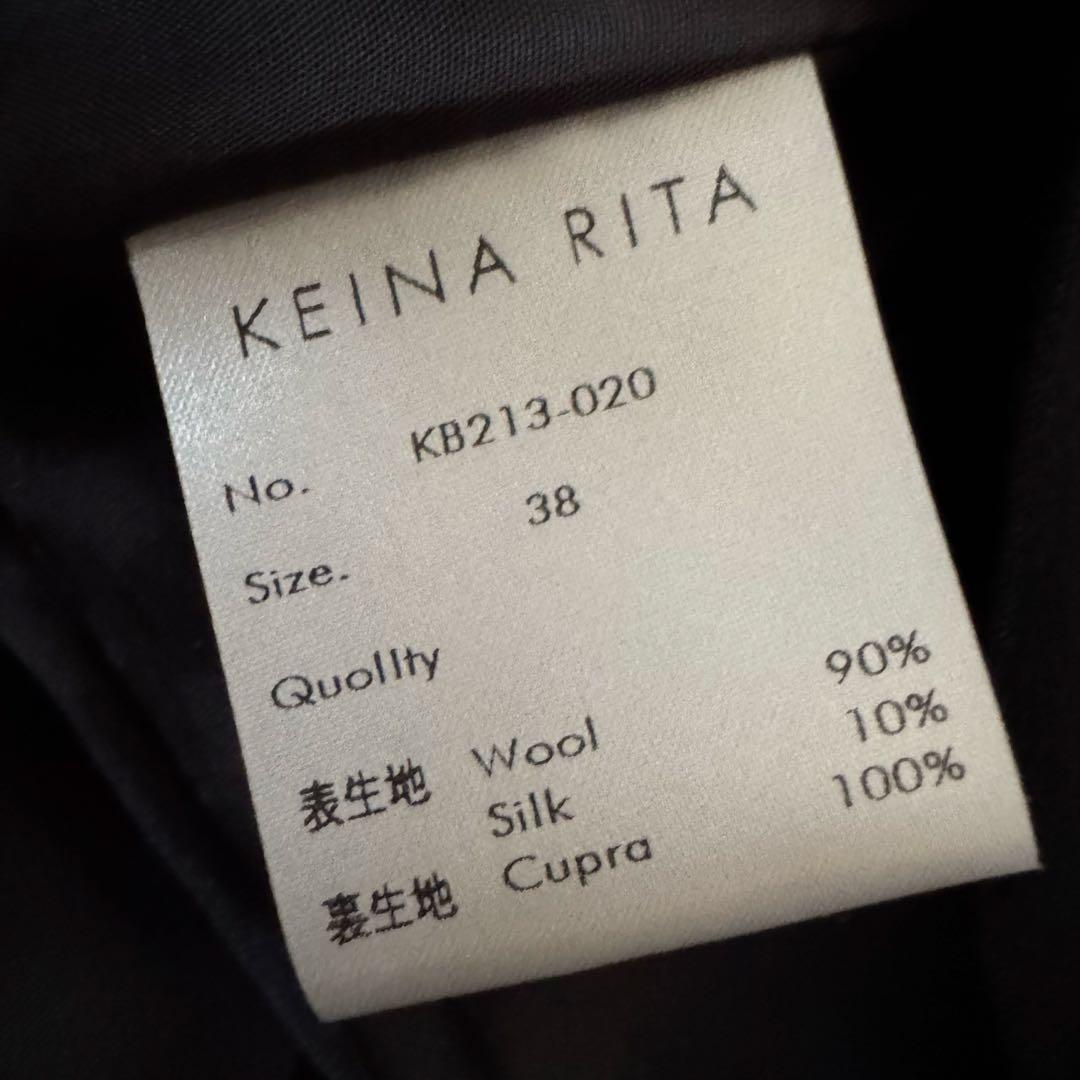 KEINA RITA
No. KB213-020
Size. 38
Quollty
表生地 Wool 90%
Silk 10%
裏生地 Cupra 100%